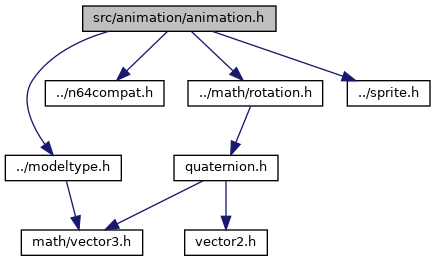 src/animation/animation.h
../n64compat.h
../math/rotation.h
../sprite.h
../modeltype.h
quaternion.h
math/vector3.h
vector2.h